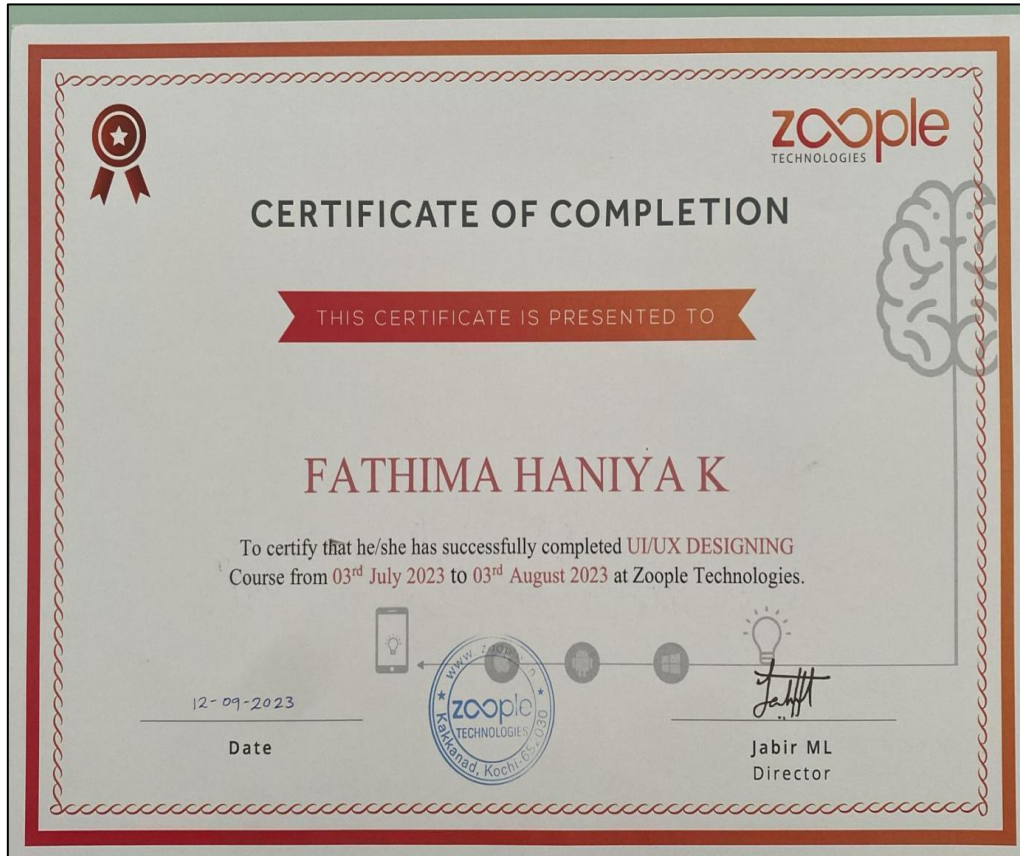 zoople
TECHNOLOGIES
CERTIFICATE OF COMPLETION
THIS CERTIFICATE IS PRESENTED TO
FATHIMA HANIYA K
To certify that he/she has successfully completed UI/UX DESIGNING
Course from 03rd July 2023 to 03rd August 2023 at Zoople Technologies.
12-09-2023
Date
zoople
TECHNOLOGIES
Kakkanad, Kochi-
Jabir ML
Director